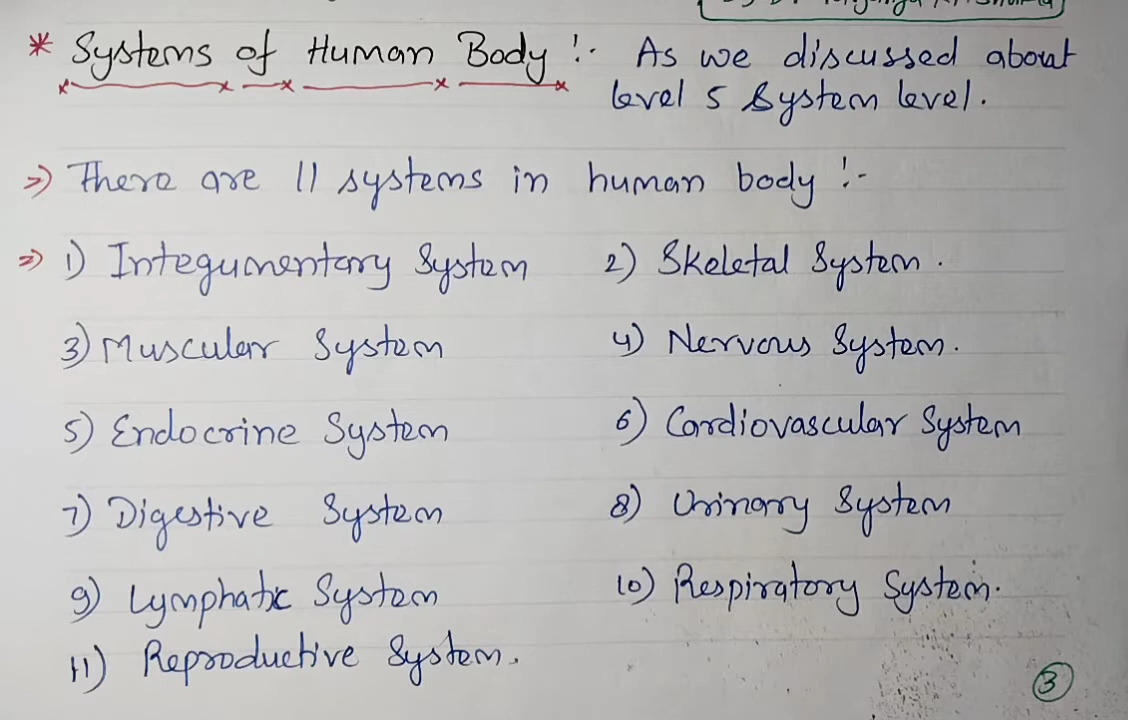 * Systems of Human Body :- As we discussed about
level 5 System level.
=> There are 11 systems in human body :-
=> 1) Integumentary System 2) Skeletal System.
3) Muscular System 4) Nervous System.
5) Endocrine System 6) Cardiovascular System
7) Digestive System 8) Urinary System
9) Lymphatic System 10) Respiratory System.
11) Reproductive System.
3